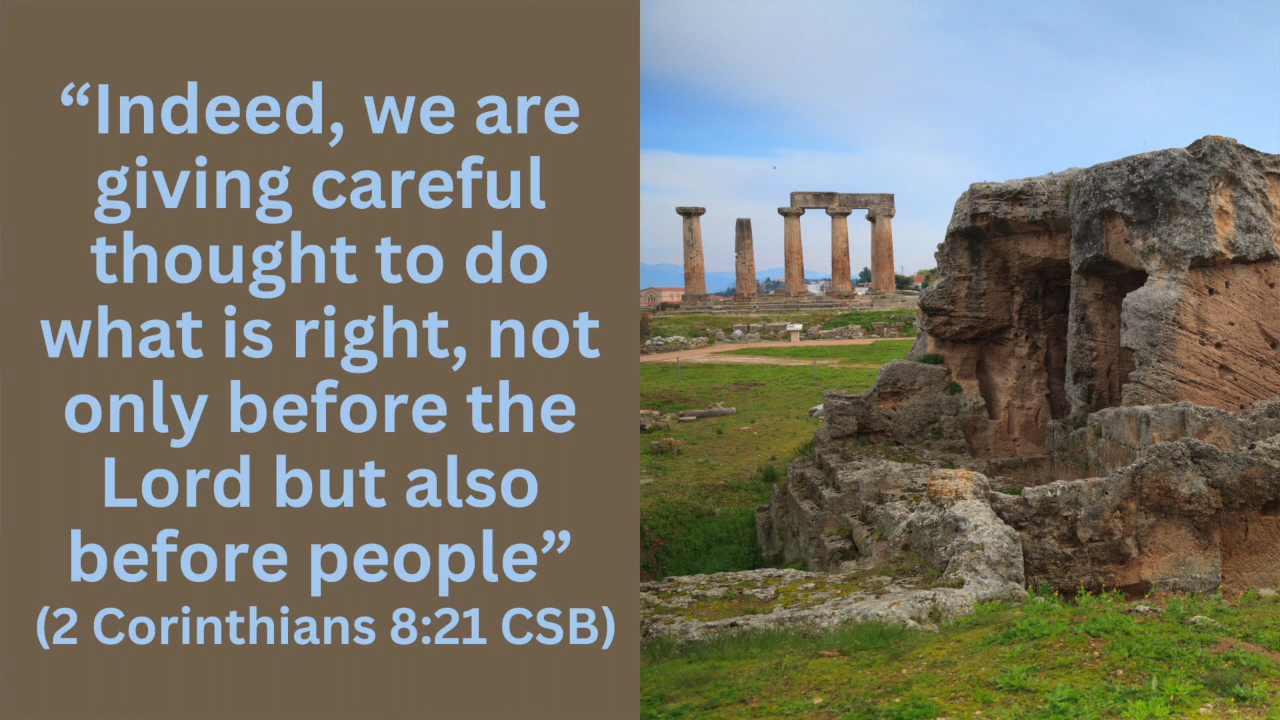 “Indeed, we are
giving careful
thought to do
what is right, not
only before the
Lord but also
before people”
(2 Corinthians 8:21 CSB)